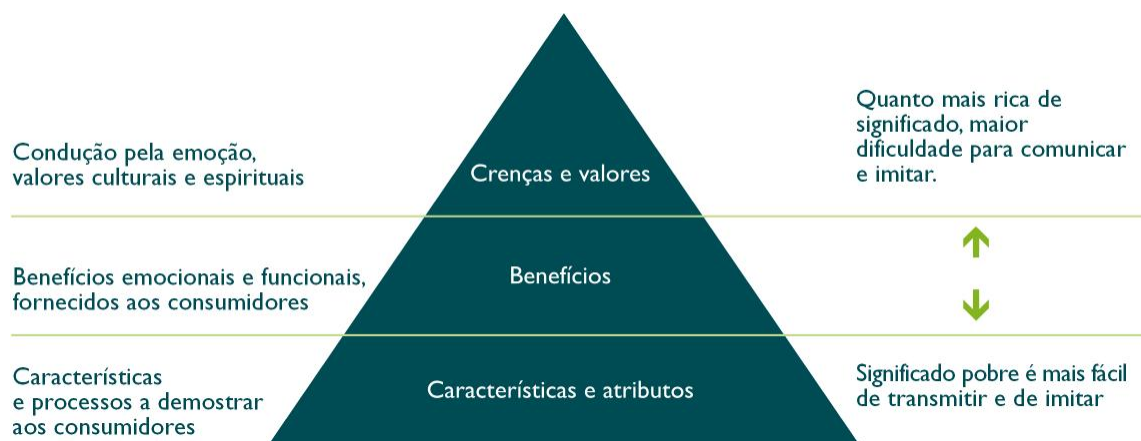 Condução pela emoção,
valores culturais e espirituais
Crenças e valores
Quanto mais rica de
significado, maior
dificuldade para comunicar
e imitar.
Benefícios emocionais e funcionais,
fornecidos aos consumidores
Benefícios
Características
e processos a demostrar
aos consumidores
Características e atributos
Significado pobre é mais fácil
de transmitir e de imitar